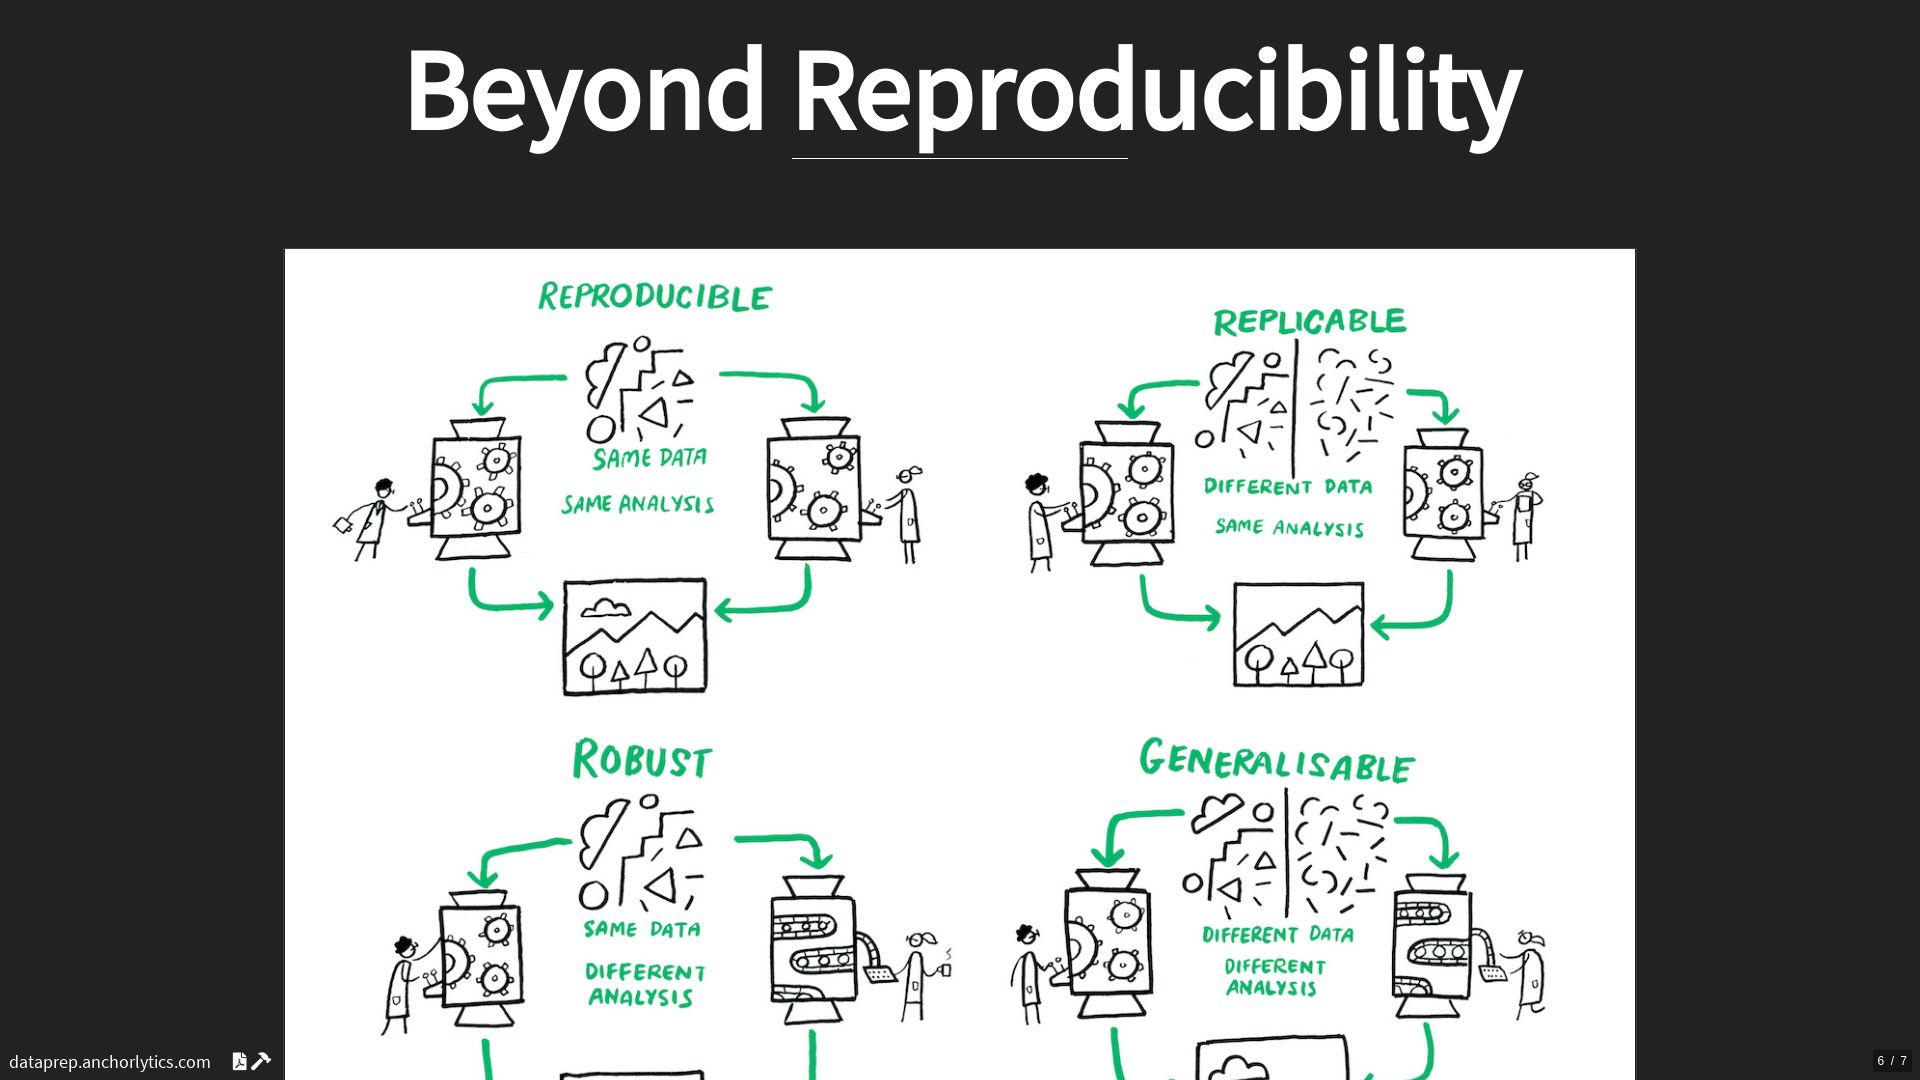 Beyond Reproducibility
REPRODUCIBLE
SAME DATA
SAME ANALYSIS
REPLICABLE
DIFFERENT DATA
SAME ANALYSIS
ROBUST
SAME DATA
DIFFERENT
ANALYSIS
GENERALISABLE
DIFFERENT DATA
DIFFERENT
ANALYSIS
dataprep.anchorlytics.com
6 / 7